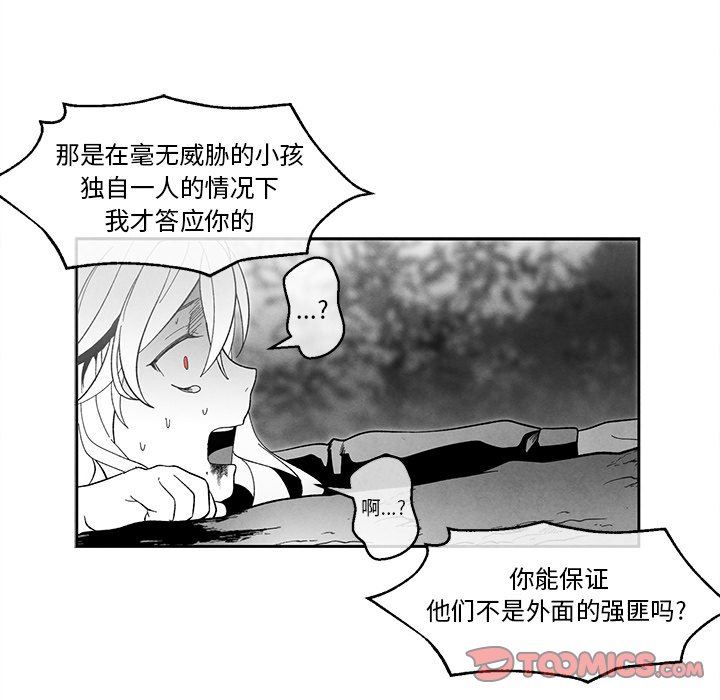 那是在毫无威胁的小孩
独自一人的情况下
我才答应你的
...?
啊...?
你能保证
他们不是外面的强匪吗?
TOOMICS.COM